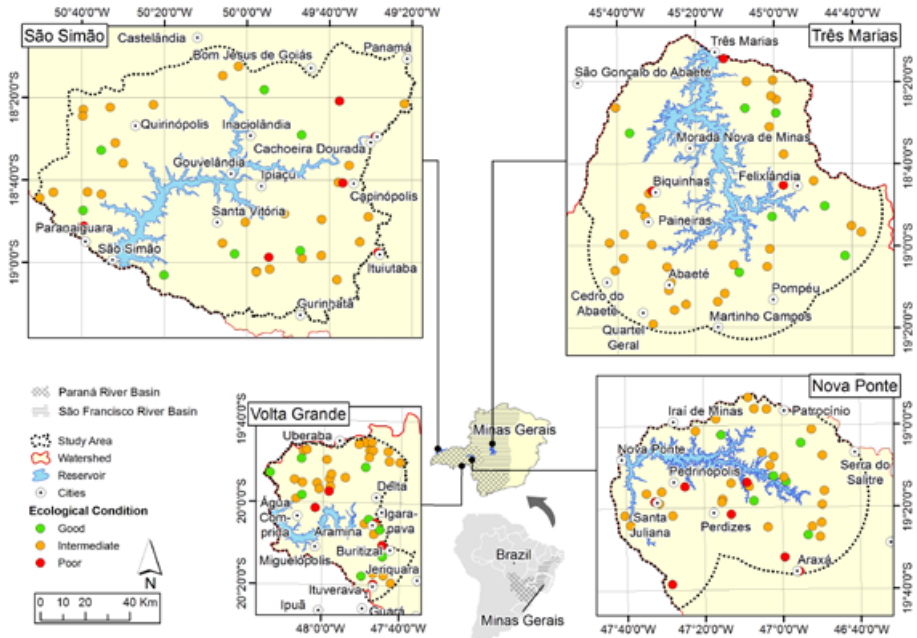 50°40'0"W 50°20'0"W 50°0'0"W 49°40'0"W 49°20'0"W
São Simão
Castelândia
Bom Jesus de Goiás
Panamá
Quirinópolis
Inaciolândia
Cachoeira Dourada
Gouvelândia
Ipiaçu
Capinópolis
Santa Vitória
Paranaiguara
São Simão
Ituiutaba
Gurinhatã
18°20'0"S
18°40'0"S
19°0'0"S
45°40'0"W 45°20'0"W 45°0'0"W 44°40'0"W
Três Marias
Três Marias
São Gonçalo do Abaeté
Morada Nova de Minas
Biquinhas
Felixlândia
Paineiras
Abaeté
Cedro do
Abaeté
Pompéu
Quartel
Geral
Martinho Campos
18°20'0"S
18°40'0"S
19°0'0"S
19°20'0"S
Paraná River Basin
São Francisco River Basin
Study Area
Watershed
Reservoir
Cities
Ecological Condition
Good
Intermediate
Poor
N
0 10 20 40 Km
Volta Grande
Uberaba
Delta
Água
Com-
prida
Igara-
pava
Aramina
Buritizal
Miguelópolis
Jeriquara
Ituverava
Ipuã
Guará
19°40'0"S
20°0'0"S
20°20'0"S
48°0'0"W 47°40'0"W
Minas Gerais
Brazil
Minas Gerais
Nova Ponte
Iraí de Minas
Patrocínio
Nova Ponte
Pedrinópolis
Serra do
Salitre
Santa
Juliana
Perdizes
Araxá
19°0'0"S
19°20'0"S
19°40'0"S
47°40'0"W 47°20'0"W 47°0'0"W 46°40'0"W